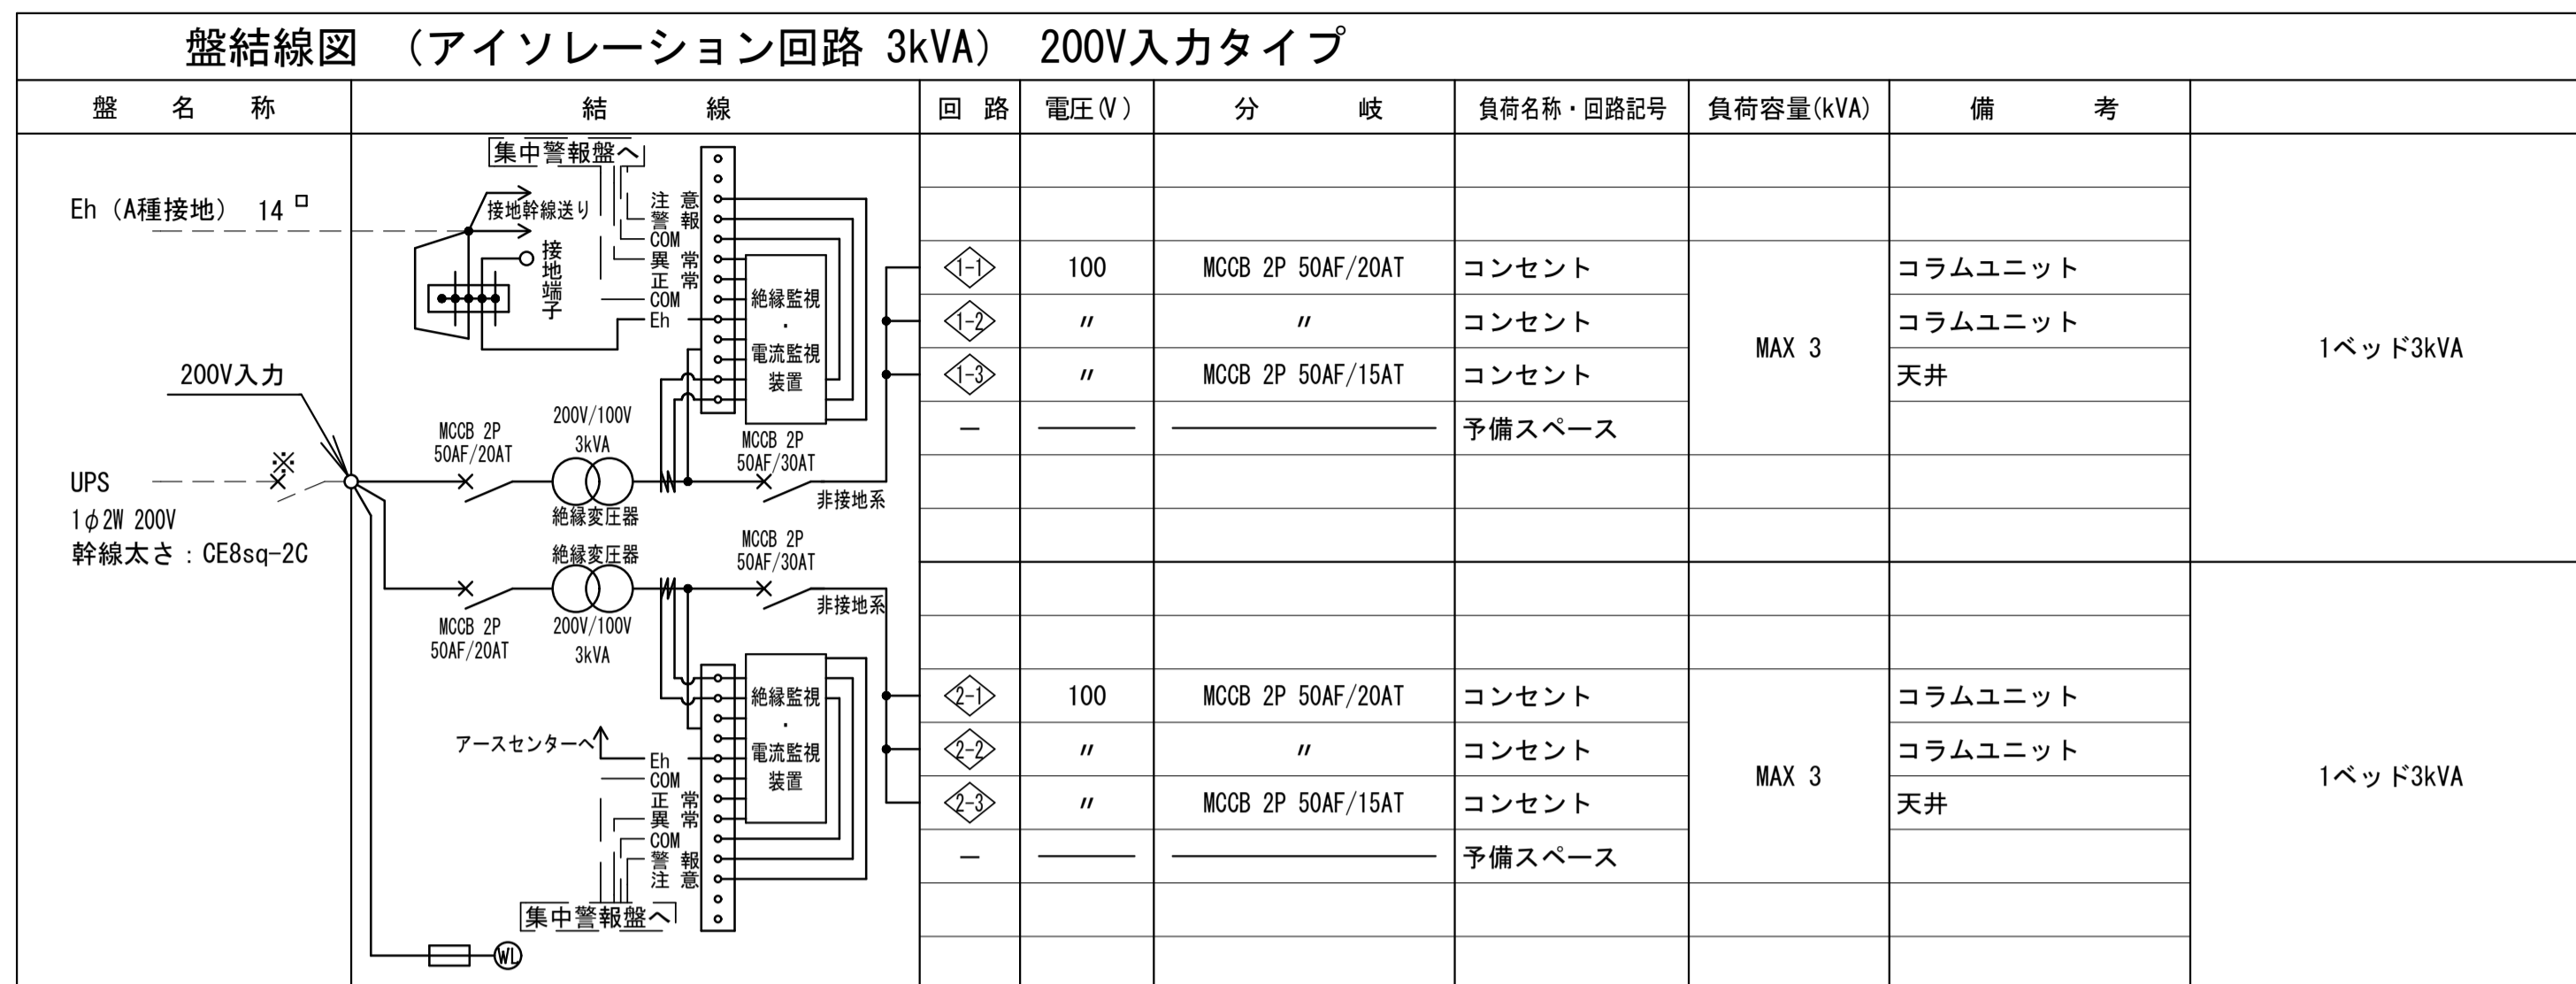 盤結線図 （アイソレーション回路 3kVA） 200V入力タイプ
盤 名 称 結 線 回 路 電圧(V) 分 岐 負荷名称・回路記号 負荷容量(kVA) 備 考
集中警報盤へ
Eh（A種接地） 14 □
接地幹線送り
接地端子
注 意
警 報
COM
異 常
正 常
COM
Eh
絶縁監視
・
電流監視
装置
1-1 100 MCCB 2P 50AF/20AT コンセント コラムユニット
1-2 〃 〃 コンセント コラムユニット
MAX 3
1ベッド3kVA
1-3 〃 MCCB 2P 50AF/15AT コンセント 天井
— 予備スペース
200V入力
MCCB 2P
50AF/20AT
200V/100V
3kVA
絶縁変圧器
MCCB 2P
50AF/30AT
非接地系
※
UPS
1φ2W 200V
幹線太さ：CE8sq-2C
絶縁変圧器
MCCB 2P
50AF/30AT
非接地系
MCCB 2P
50AF/20AT
200V/100V
3kVA
絶縁監視
・
電流監視
装置
アースセンターへ
Eh
COM
正 常
異 常
COM
警 報
注 意
集中警報盤へ
WL
2-1 100 MCCB 2P 50AF/20AT コンセント コラムユニット
2-2 〃 〃 コンセント コラムユニット
MAX 3
1ベッド3kVA
2-3 〃 MCCB 2P 50AF/15AT コンセント 天井
— 予備スペース